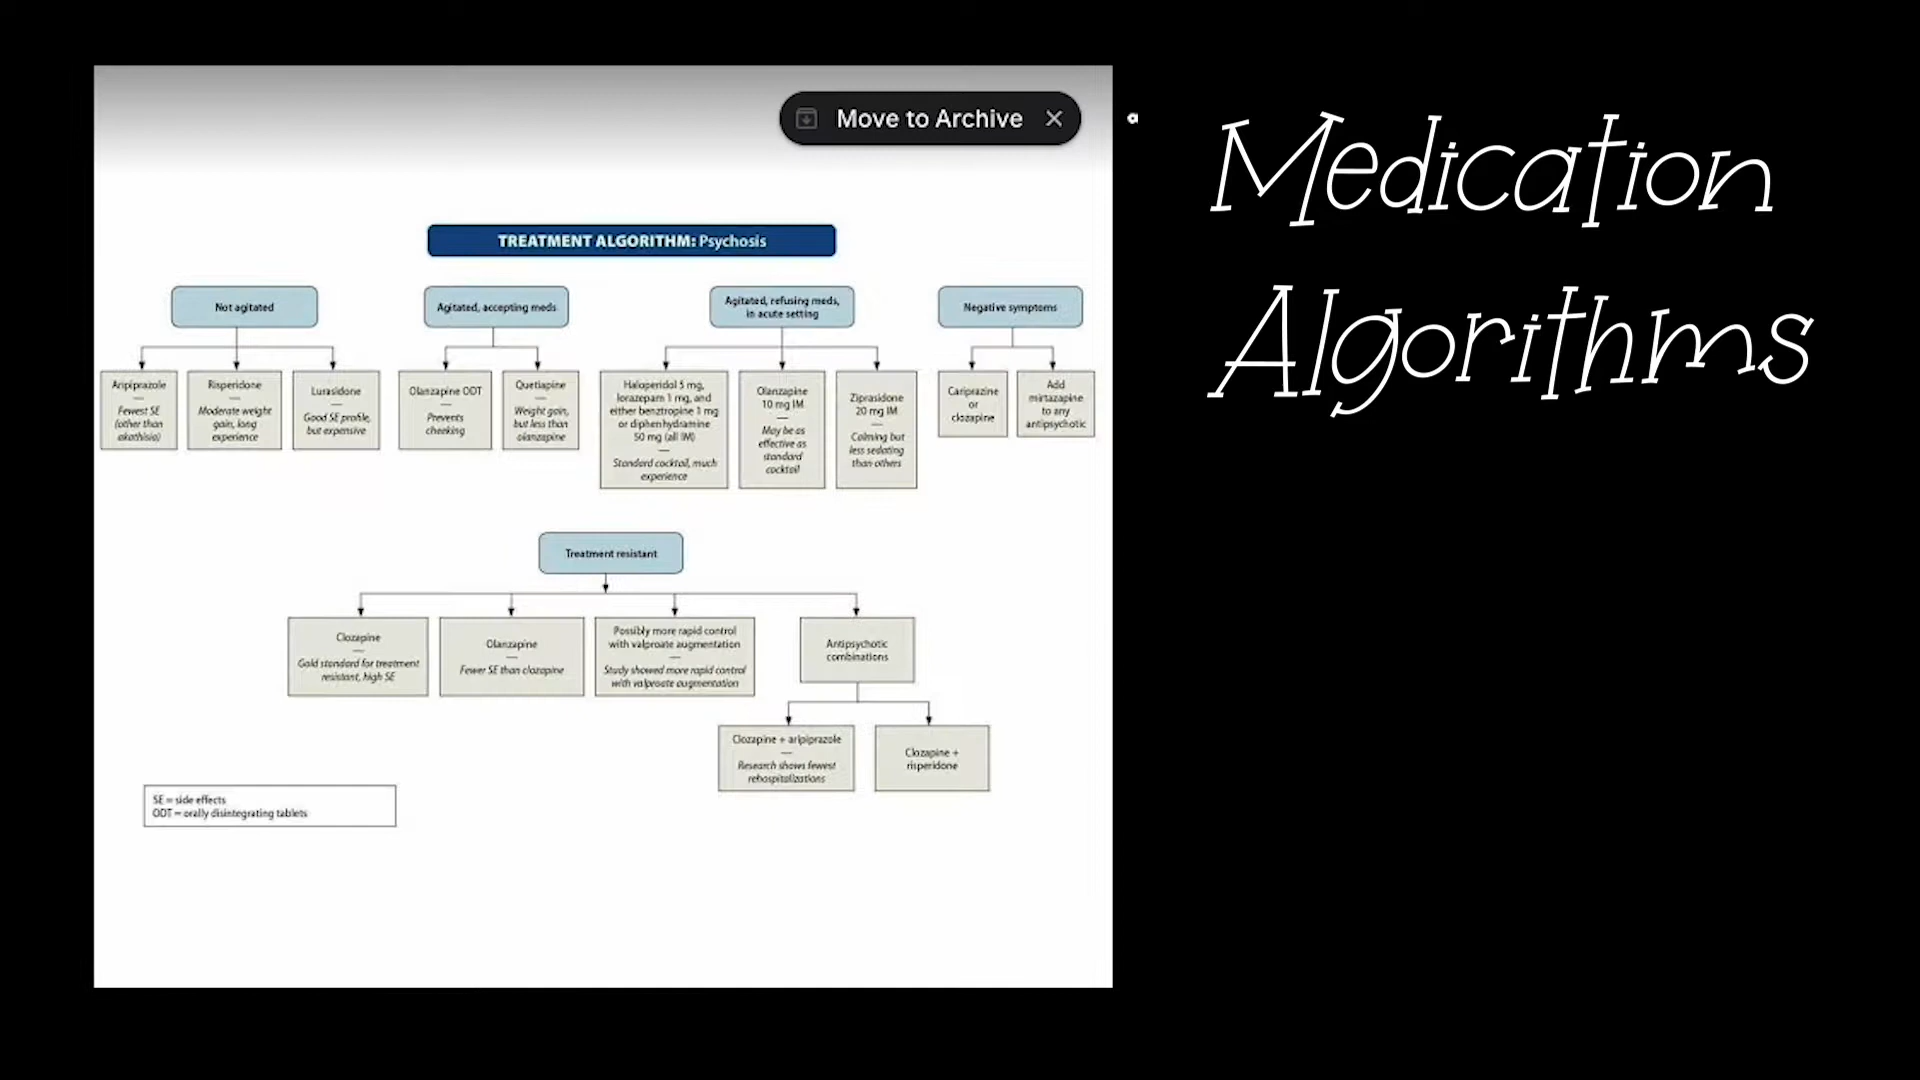 Move to Archive
Medication
Algorithms
TREATMENT ALGORITHM: Psychosis
Not agitated
Aripiprazole
—
Fewest SE
(other than
akathisia)
Risperidone
—
Moderate weight
gain, long
experience
Lurasidone
—
Good SE profile,
but expensive
Agitated, accepting meds
Olanzapine ODT
—
Prevents
cheeking
Quetiapine
—
Weight gain,
but less than
olanzapine
Agitated, refusing meds,
in acute setting
Haloperidol 5 mg,
lorazepam 1 mg, and
either benztropine 1 mg
or diphenhydramine
50 mg (all IM)
—
Standard cocktail, much
experience
Olanzapine
10 mg IM
—
May be as
effective as
standard
cocktail
Ziprasidone
20 mg IM
—
Calming but
less sedating
than others
Negative symptoms
Cariprazine
or
clozapine
Add
mirtazapine
to any
antipsychotic
Treatment resistant
Clozapine
—
Gold standard for treatment
resistant, high SE
Olanzapine
—
Fewer SE than clozapine
Possibly more rapid control
with valproate augmentation
—
Study showed more rapid control
with valproate augmentation
Antipsychotic
combinations
Clozapine + aripiprazole
—
Research shows fewest
rehospitalizations
Clozapine +
risperidone
SE = side effects
ODT = orally disintegrating tablets